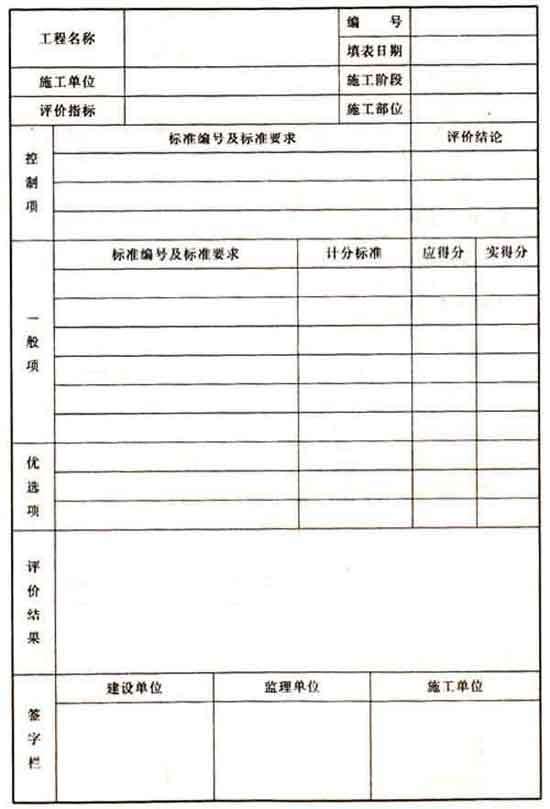 工程名称
编 号
填表日期
施工单位
施工阶段
评价指标
施工部位
控制项
标准编号及标准要求
评价结论
一般项
标准编号及标准要求
计分标准
应得分
实得分
优选项
评价结果
签字栏
建设单位
监理单位
施工单位